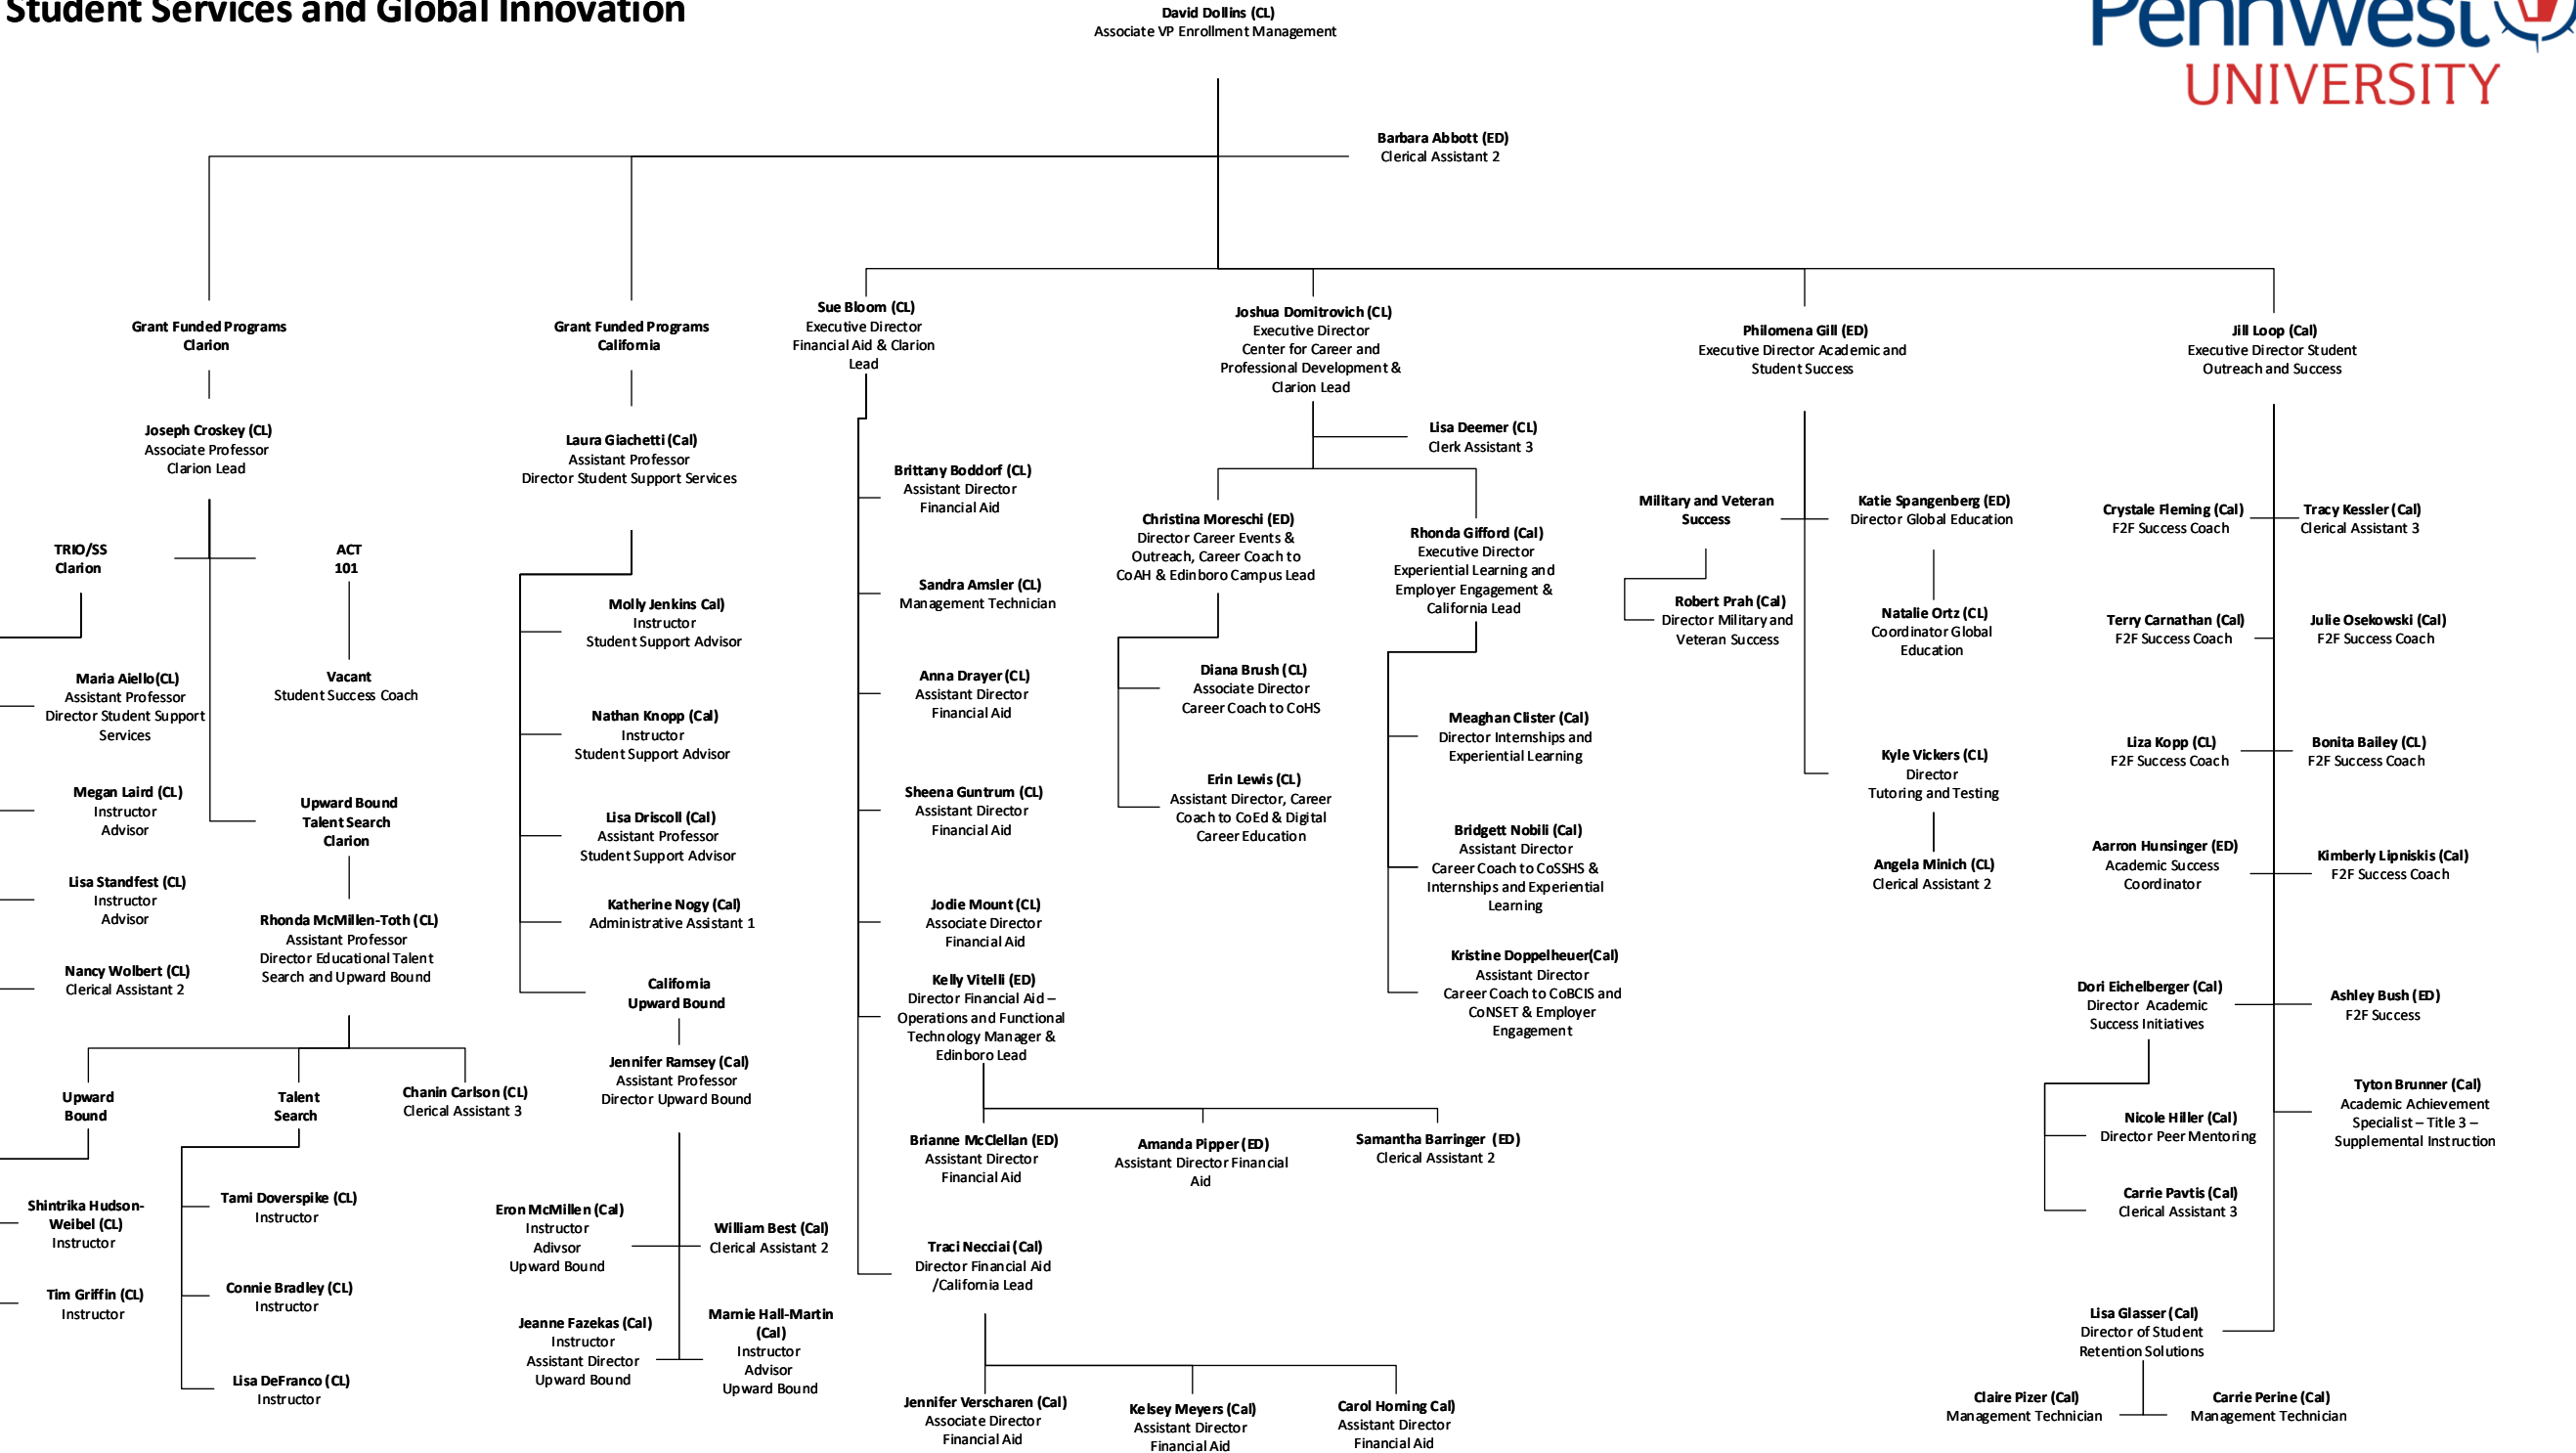 Student Services and Global Innovation
PennWest
UNIVERSITY
David Dollins (CL)
Associate VP Enrollment Management
Barbara Abbott (ED)
Clerical Assistant 2
Grant Funded Programs
Clarion
Joseph Croskey (CL)
Associate Professor
Clarion Lead
TRIO/SS
Clarion
Maria Aiello(CL)
Assistant Professor
Director Student Support
Services
Megan Laird (CL)
Instructor
Advisor
Lisa Standfest (CL)
Instructor
Advisor
Nancy Wolbert (CL)
Clerical Assistant 2
ACT
101
Vacant
Student Success Coach
Upward Bound
Talent Search
Clarion
Rhonda McMillen-Toth (CL)
Assistant Professor
Director Educational Talent
Search and Upward Bound
Upward
Bound
Shintrika Hudson-
Weibel (CL)
Instructor
Tim Griffin (CL)
Instructor
Talent
Search
Tami Doverspike (CL)
Instructor
Connie Bradley (CL)
Instructor
Lisa DeFranco (CL)
Instructor
Chanin Carlson (CL)
Clerical Assistant 3
Grant Funded Programs
California
Laura Giachetti (Cal)
Assistant Professor
Director Student Support Services
Molly Jenkins Cal)
Instructor
Student Support Advisor
Nathan Knopp (Cal)
Instructor
Student Support Advisor
Lisa Driscoll (Cal)
Assistant Professor
Student Support Advisor
Katherine Nogy (Cal)
Administrative Assistant 1
California
Upward Bound
Jennifer Ramsey (Cal)
Assistant Professor
Director Upward Bound
Eron McMillen (Cal)
Instructor
Adivsor
Upward Bound
William Best (Cal)
Clerical Assistant 2
Jeanne Fazekas (Cal)
Instructor
Assistant Director
Upward Bound
Marnie Hall-Martin
(Cal)
Instructor
Advisor
Upward Bound
Sue Bloom (CL)
Executive Director
Financial Aid & Clarion
Lead
Brittany Boddorf (CL)
Assistant Director
Financial Aid
Sandra Amsler (CL)
Management Technician
Anna Drayer (CL)
Assistant Director
Financial Aid
Sheena Guntrum (CL)
Assistant Director
Financial Aid
Jodie Mount (CL)
Associate Director
Financial Aid
Kelly Vitelli (ED)
Director Financial Aid –
Operations and Functional
Technology Manager &
Edinboro Lead
Brianne McClellan (ED)
Assistant Director
Financial Aid
Amanda Pipper (ED)
Assistant Director Financial
Aid
Samantha Barringer (ED)
Clerical Assistant 2
Traci Necciai (Cal)
Director Financial Aid
/California Lead
Jennifer Verscharen (Cal)
Associate Director
Financial Aid
Kelsey Meyers (Cal)
Assistant Director
Financial Aid
Carol Horning Cal)
Assistant Director
Financial Aid
Joshua Domitrovich (CL)
Executive Director
Center for Career and
Professional Development &
Clarion Lead
Lisa Deemer (CL)
Clerk Assistant 3
Christina Moreschi (ED)
Director Career Events &
Outreach, Career Coach to
CoAH & Edinboro Campus Lead
Diana Brush (CL)
Associate Director
Career Coach to CoHS
Erin Lewis (CL)
Assistant Director, Career
Coach to CoEd & Digital
Career Education
Rhonda Gifford (Cal)
Executive Director
Experiential Learning and
Employer Engagement &
California Lead
Meaghan Clister (Cal)
Director Internships and
Experiential Learning
Bridgett Nobili (Cal)
Assistant Director
Career Coach to CoSSHS &
Internships and Experiential
Learning
Kristine Doppelheuer(Cal)
Assistant Director
Career Coach to CoBCIS and
CoNSET & Employer
Engagement
Philomena Gill (ED)
Executive Director Academic and
Student Success
Military and Veteran
Success
Robert Prah (Cal)
Director Military and
Veteran Success
Katie Spangenberg (ED)
Director Global Education
Natalie Ortz (CL)
Coordinator Global
Education
Kyle Vickers (CL)
Director
Tutoring and Testing
Angela Minich (CL)
Clerical Assistant 2
Jill Loop (Cal)
Executive Director Student
Outreach and Success
Crystale Fleming (Cal)
F2F Success Coach
Tracy Kessler (Cal)
Clerical Assistant 3
Terry Carnathan (Cal)
F2F Success Coach
Julie Osekowski (Cal)
F2F Success Coach
Liza Kopp (CL)
F2F Success Coach
Bonita Bailey (CL)
F2F Success Coach
Aarron Hunsinger (ED)
Academic Success
Coordinator
Kimberly Lipniskis (Cal)
F2F Success Coach
Dori Eichelberger (Cal)
Director Academic
Success Initiatives
Ashley Bush (ED)
F2F Success
Nicole Hiller (Cal)
Director Peer Mentoring
Carrie Pavtis (Cal)
Clerical Assistant 3
Tyton Brunner (Cal)
Academic Achievement
Specialist – Title 3 –
Supplemental Instruction
Lisa Glasser (Cal)
Director of Student
Retention Solutions
Claire Pizer (Cal)
Management Technician
Carrie Perine (Cal)
Management Technician